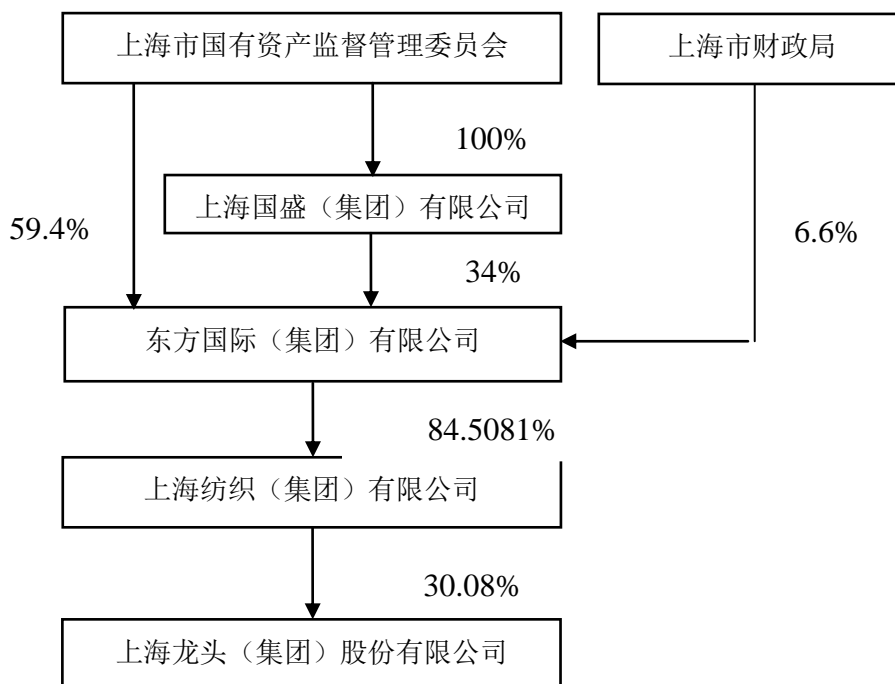 上海市国有资产监督管理委员会
上海市财政局
100%
上海国盛（集团）有限公司
59.4%
6.6%
34%
东方国际（集团）有限公司
84.5081%
上海纺织（集团）有限公司
30.08%
上海龙头（集团）股份有限公司